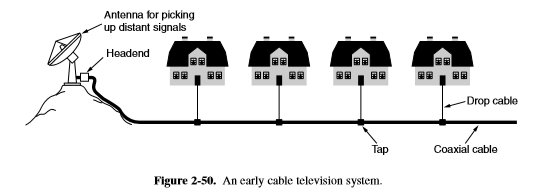 Antenna for picking
up distant signals
Headend
Drop cable
Tap
Coaxial cable
Figure 2-50. An early cable television system.